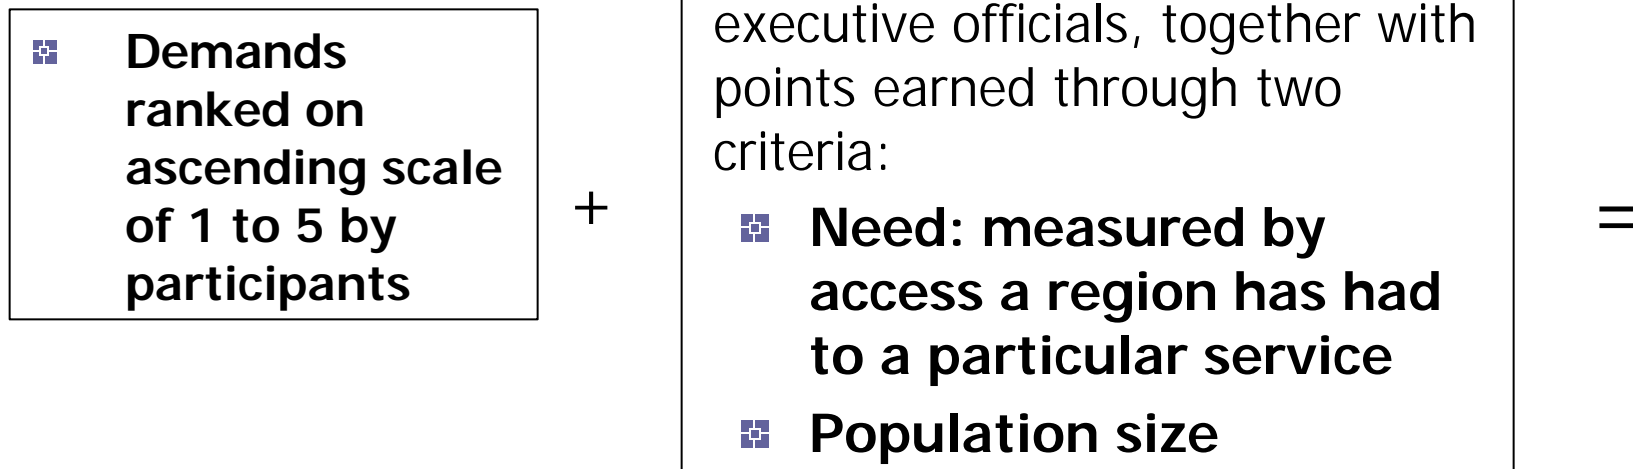 Demands
ranked on
ascending scale
of 1 to 5 by
participants
+
executive officials, together with
points earned through two
criteria:
Need: measured by
access a region has had
to a particular service
Population size
=